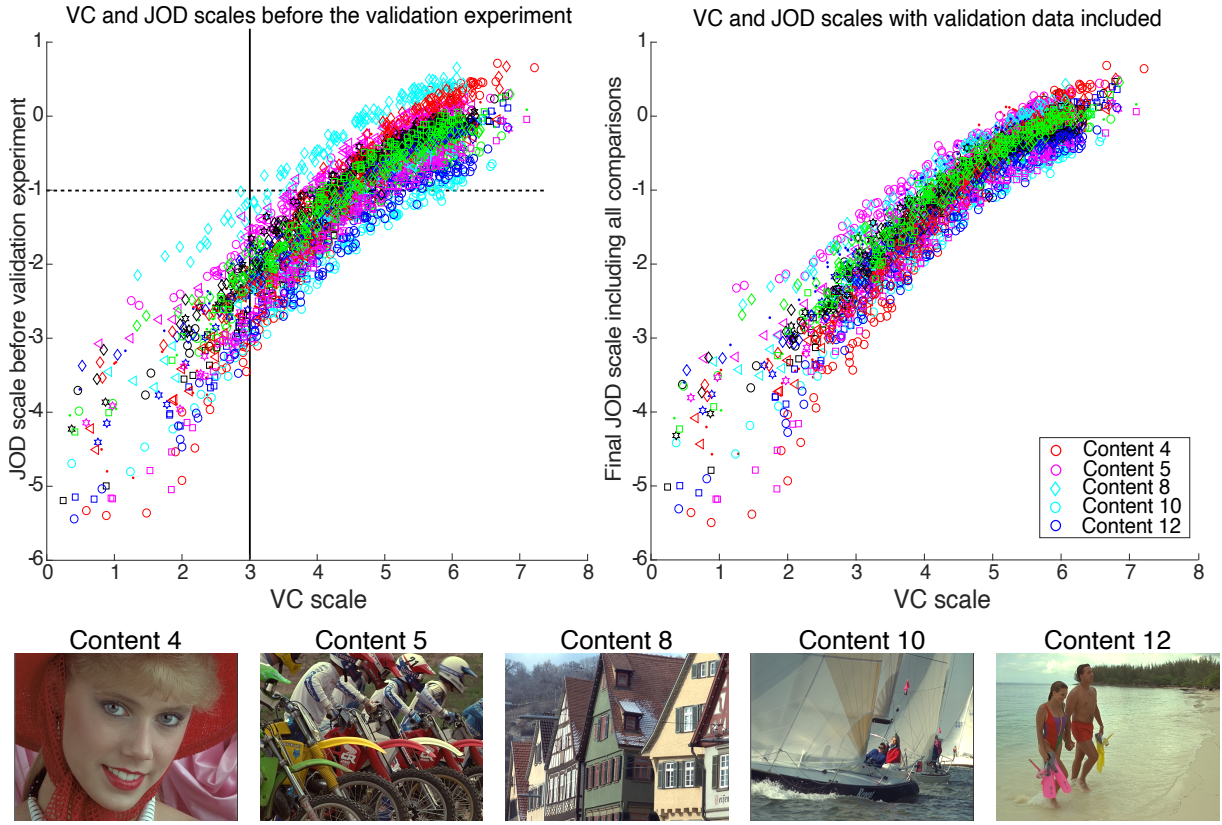 VC and JOD scales before the validation experiment
JOD scale before validation experiment
1
0
-1
-2
-3
-4
-5
-6
0 1 2 3 4 5 6 7 8
VC scale
VC and JOD scales with validation data included
Final JOD scale including all comparisons
1
0
-1
-2
-3
-4
-5
-6
0 1 2 3 4 5 6 7 8
VC scale
Content 4
Content 5
Content 8
Content 10
Content 12
Content 4
Content 5
Content 8
Content 10
Content 12
21